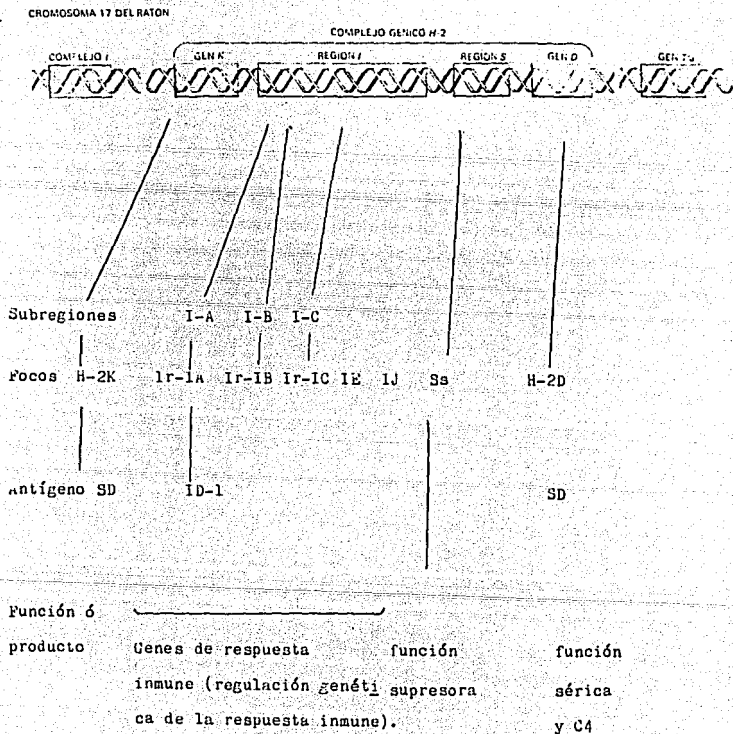 CROMOSOMA 17 DEL RATON
COMPLEJO GENICO H-2
COMPLEJO GEN K REGION I REGION S GEN D GEN
Subregiones I-A I-B I-C
Focos H-2K Ir-1A Ir-IB Ir-IC IE IJ Ss H-2D
Antígeno SD ID-1 SD
Función ó
producto Genes de respuesta función función
inmune (regulación genéti supresora sérica
ca de la respuesta inmune). y C4